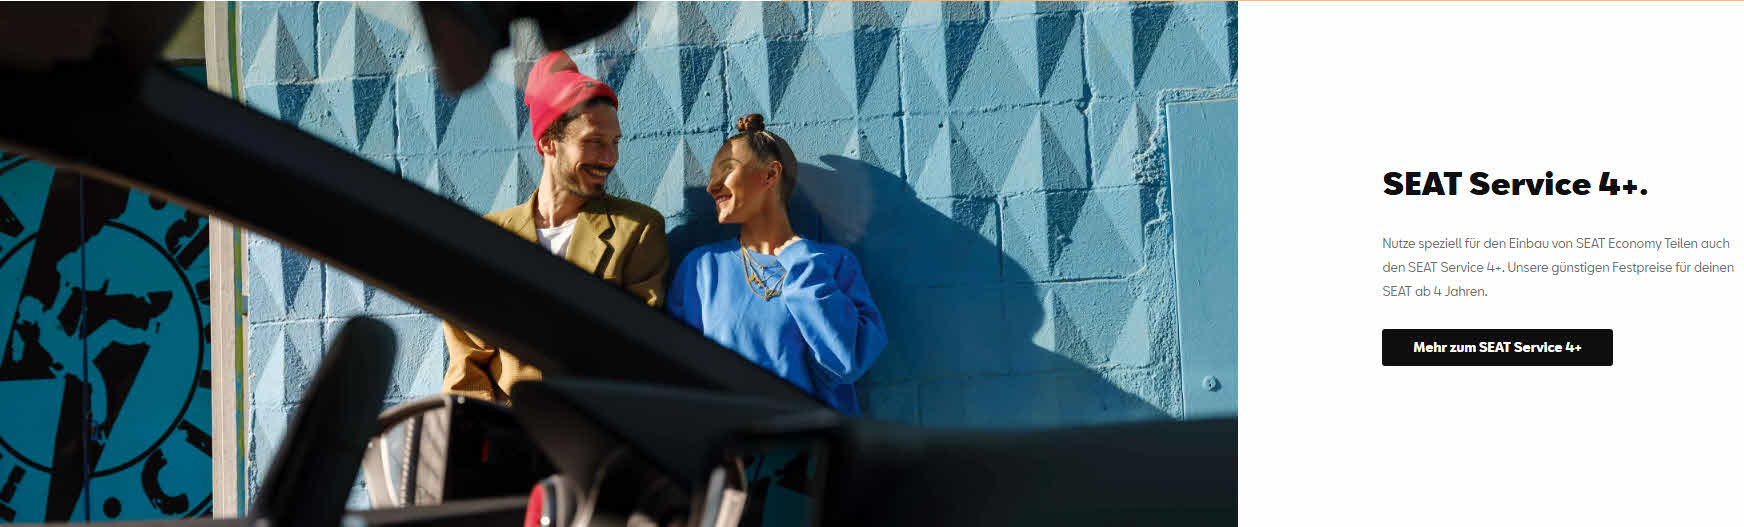 SEAT Service 4+.
Nutze speziell für den Einbau von SEAT Economy Teilen auch
den SEAT Service 4+. Unsere günstigen Festpreise für deinen
SEAT ab 4 Jahren.
Mehr zum SEAT Service 4+